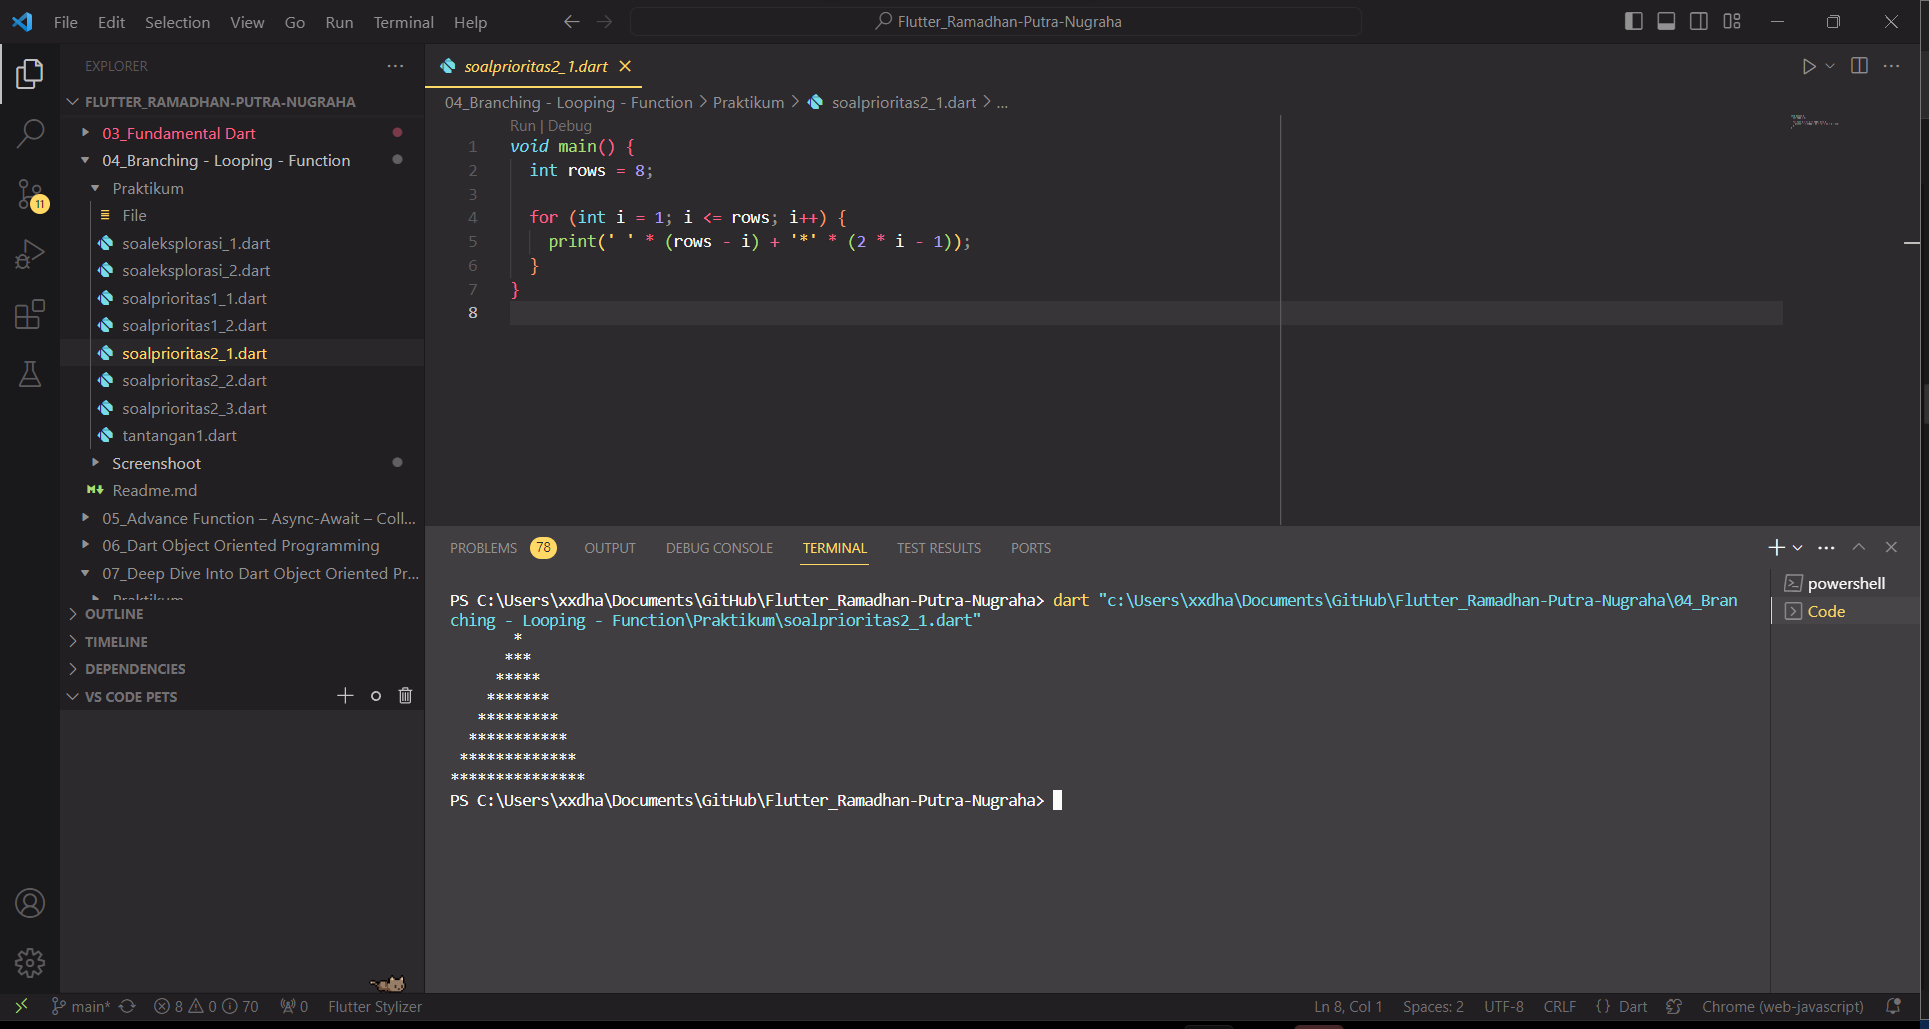 File Edit Selection View Go Run Terminal Help
Flutter_Ramadhan-Putra-Nugraha
EXPLORER
FLUTTER_RAMADHAN-PUTRA-NUGRAHA
03_Fundamental Dart
04_Branching - Looping - Function
Praktikum
File
soaleksplorasi_1.dart
soaleksplorasi_2.dart
soalprioritas1_1.dart
soalprioritas1_2.dart
soalprioritas2_1.dart
soalprioritas2_2.dart
soalprioritas2_3.dart
tantangan1.dart
Screenshoot
Readme.md
05_Advance Function – Async-Await – Coll...
06_Dart Object Oriented Programming
07_Deep Dive Into Dart Object Oriented Pr...
Praktikum
OUTLINE
TIMELINE
DEPENDENCIES
VS CODE PETS
11
soalprioritas2_1.dart
04_Branching - Looping - Function > Praktikum > soalprioritas2_1.dart > ...
Run | Debug
1 void main() {
2 int rows = 8;
3
4 for (int i = 1; i <= rows; i++) {
5 print(' ' * (rows - i) + '*' * (2 * i - 1));
6 }
7 }
8
PROBLEMS 78 OUTPUT DEBUG CONSOLE TERMINAL TEST RESULTS PORTS
PS C:\Users\xxdha\Documents\GitHub\Flutter_Ramadhan-Putra-Nugraha> dart "c:\Users\xxdha\Documents\GitHub\Flutter_Ramadhan-Putra-Nugraha\04_Bran
ching - Looping - Function\Praktikum\soalprioritas2_1.dart"
*
***
*****
*******
*********
***********
*************
***************
PS C:\Users\xxdha\Documents\GitHub\Flutter_Ramadhan-Putra-Nugraha>
powershell
Code
main* 8 0 70 0 Flutter Stylizer Ln 8, Col 1 Spaces: 2 UTF-8 CRLF {} Dart Chrome (web-javascript)